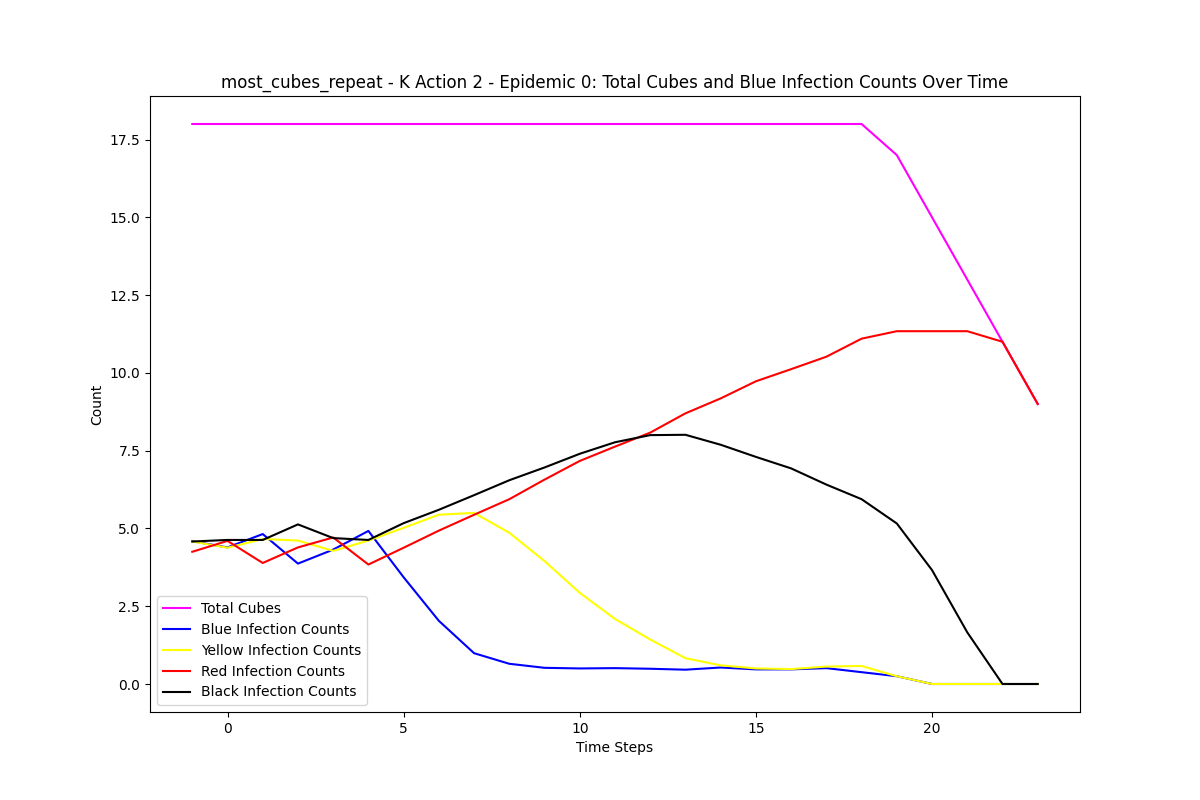 most_cubes_repeat - K Action 2 - Epidemic 0: Total Cubes and Blue Infection Counts Over Time
17.5
15.0
12.5
10.0
7.5
5.0
2.5
0.0
Count
Total Cubes
Blue Infection Counts
Yellow Infection Counts
Red Infection Counts
Black Infection Counts
0 5 10 15 20
Time Steps